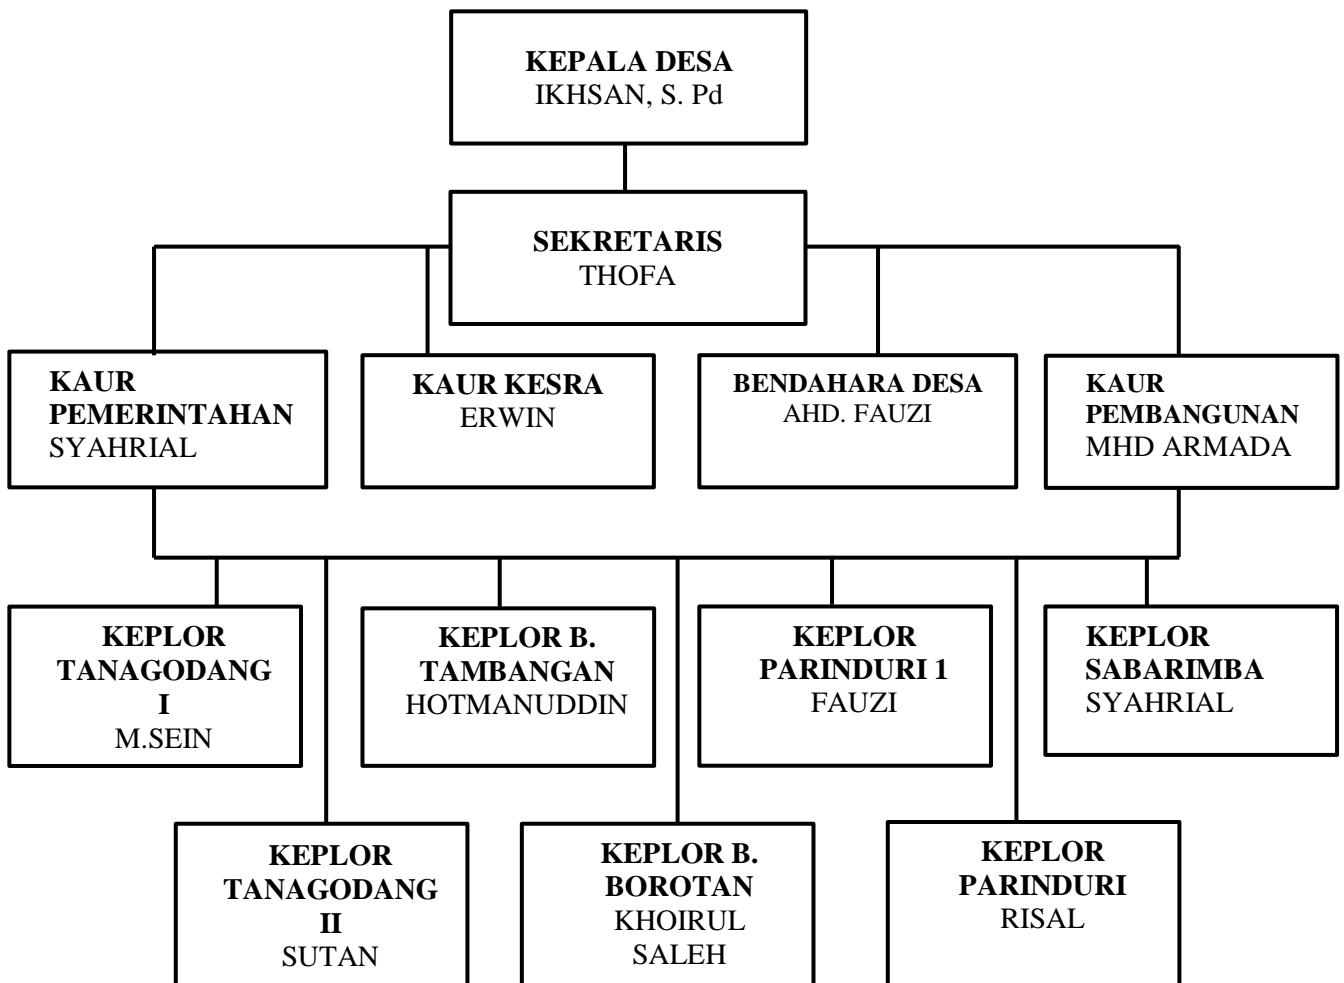 KEPALA DESA
IKHSAN, S. Pd
SEKRETARIS
THOFA
KAUR
PEMERINTAHAN
SYAHRIAL
KAUR KESRA
ERWIN
BENDAHARA DESA
AHD. FAUZI
KAUR
PEMBANGUNAN
MHD ARMADA
KEPLOR
TANAGODANG
I
M.SEIN
KEPLOR B.
TAMBANGAN
HOTMANUDDIN
KEPLOR
PARINDURI 1
FAUZI
KEPLOR
SABARIMBA
SYAHRIAL
KEPLOR
TANAGODANG
II
SUTAN
KEPLOR B.
BOROTAN
KHOIRUL
SALEH
KEPLOR
PARINDURI
RISAL